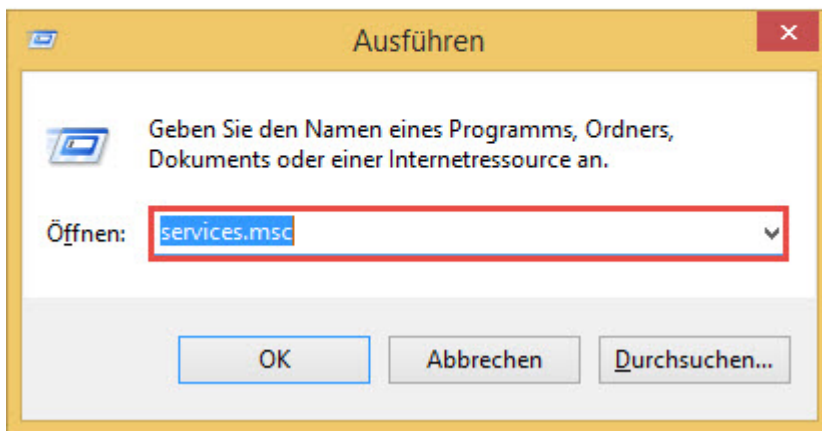 Ausführen
Geben Sie den Namen eines Programms, Ordners,
Dokuments oder einer Internetressource an.
Öffnen:
services.msc
OK
Abbrechen
Durchsuchen...